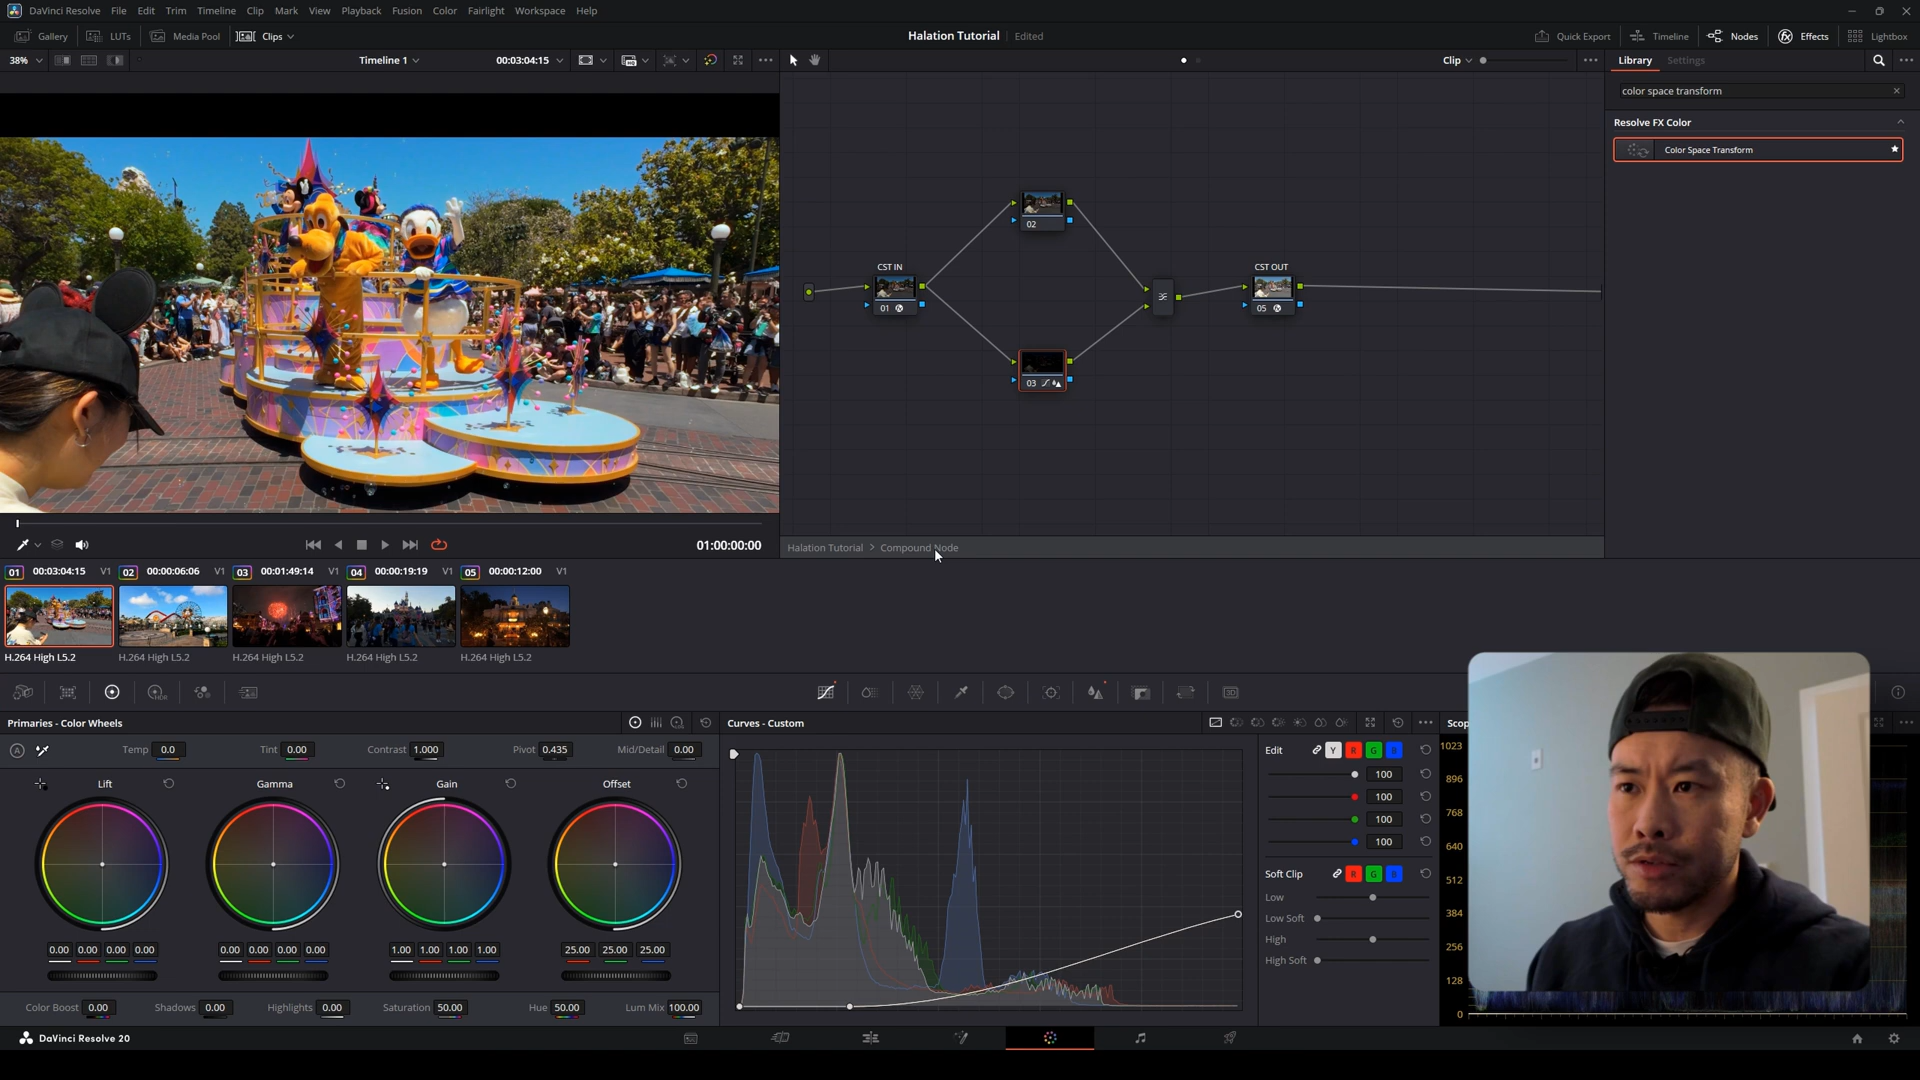 DaVinci Resolve File Edit Trim Timeline Clip Mark View Playback Fusion Color Fairlight Workspace Help
Gallery LUTs Media Pool Clips Halation Tutorial Edited Quick Export Timeline Nodes Effects Lightbox
38% Timeline 1 00:03:04:15 Clip Library Settings
color space transform
Resolve FX Color
Color Space Transform
02
CST IN
01
CST OUT
05
03
01:00:00:00
Halation Tutorial > Compound Node
01 00:03:04:15 V1 02 00:00:06:06 V1 03 00:01:49:14 V1 04 00:00:19:19 V1 05 00:00:12:00 V1
H.264 High L5.2 H.264 High L5.2 H.264 High L5.2 H.264 High L5.2 H.264 High L5.2
HDR
3D
Primaries - Color Wheels Curves - Custom Scop
Temp 0.0 Tint 0.00 Contrast 1.000 Pivot 0.435 Mid/Detail 0.00
Edit Y R G B
Lift Gamma Gain Offset
100
100
100
100
Soft Clip R G B
Low
Low Soft
High
High Soft
0.00 0.00 0.00 0.00 0.00 0.00 0.00 0.00 1.00 1.00 1.00 1.00 25.00 25.00 25.00
Color Boost 0.00 Shadows 0.00 Highlights 0.00 Saturation 50.00 Hue 50.00 Lum Mix 100.00
1023
896
768
640
512
384
256
128
0
DaVinci Resolve 20